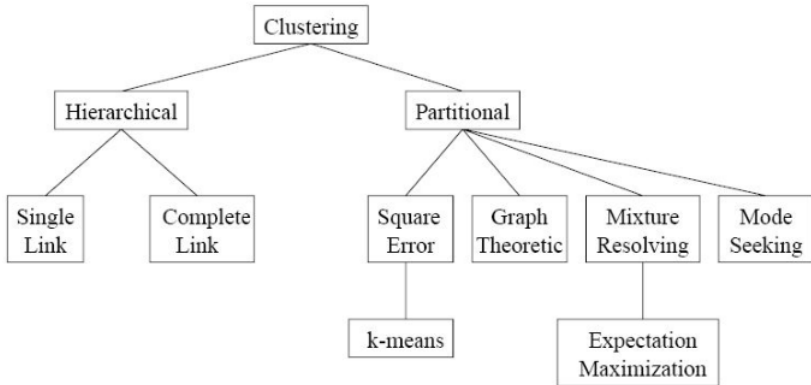 Clustering
Hierarchical
Partitional
Single
Link
Complete
Link
Square
Error
Graph
Theoretic
Mixture
Resolving
Mode
Seeking
k-means
Expectation
Maximization